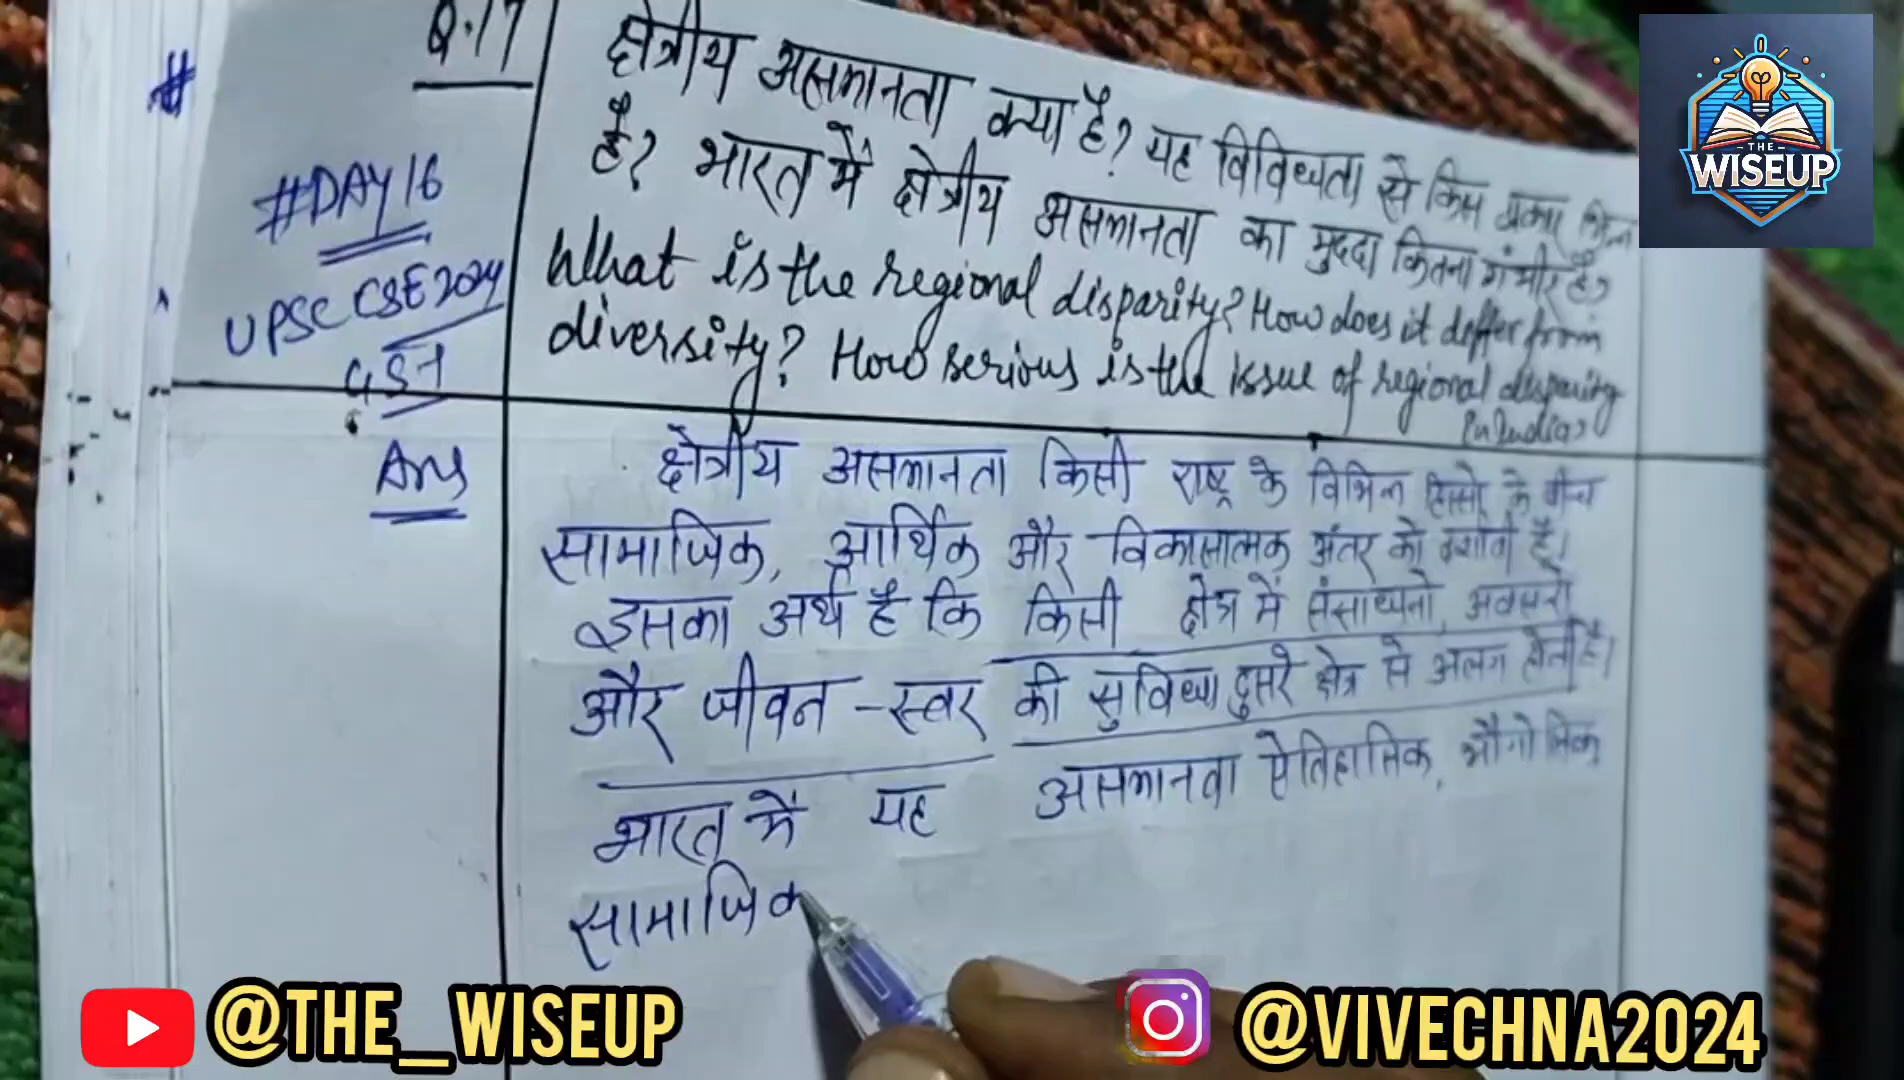 Q.17
क्षेत्रीय असमानता क्या है? यह विविधता से किस प्रकार भिन्न
है? भारत में क्षेत्रीय असमानता का मुद्दा कितना गंभीर है?
What is the regional disparity? How does it differ from
diversity? How serious is the issue of regional disparity
in India?
#
#DAY 16
UPSC CSE 2024
GS-1
Ans
क्षेत्रीय असमानता किसी राष्ट्र के विभिन्न हिस्सो के बीच
सामाजिक, आर्थिक और विकासात्मक अंतर को दर्शाती है।
इसका अर्थ है कि किसी क्षेत्र में संसाधनो, अवसरो
और जीवन-स्तर की सुविधा दुसरे क्षेत्र से अलग होती है।
भारत में यह असमानता ऐतिहासिक, भौगोलिक
सामाजिक
THE
WISEUP
@THE_WISEUP
@VIVECHNA2024